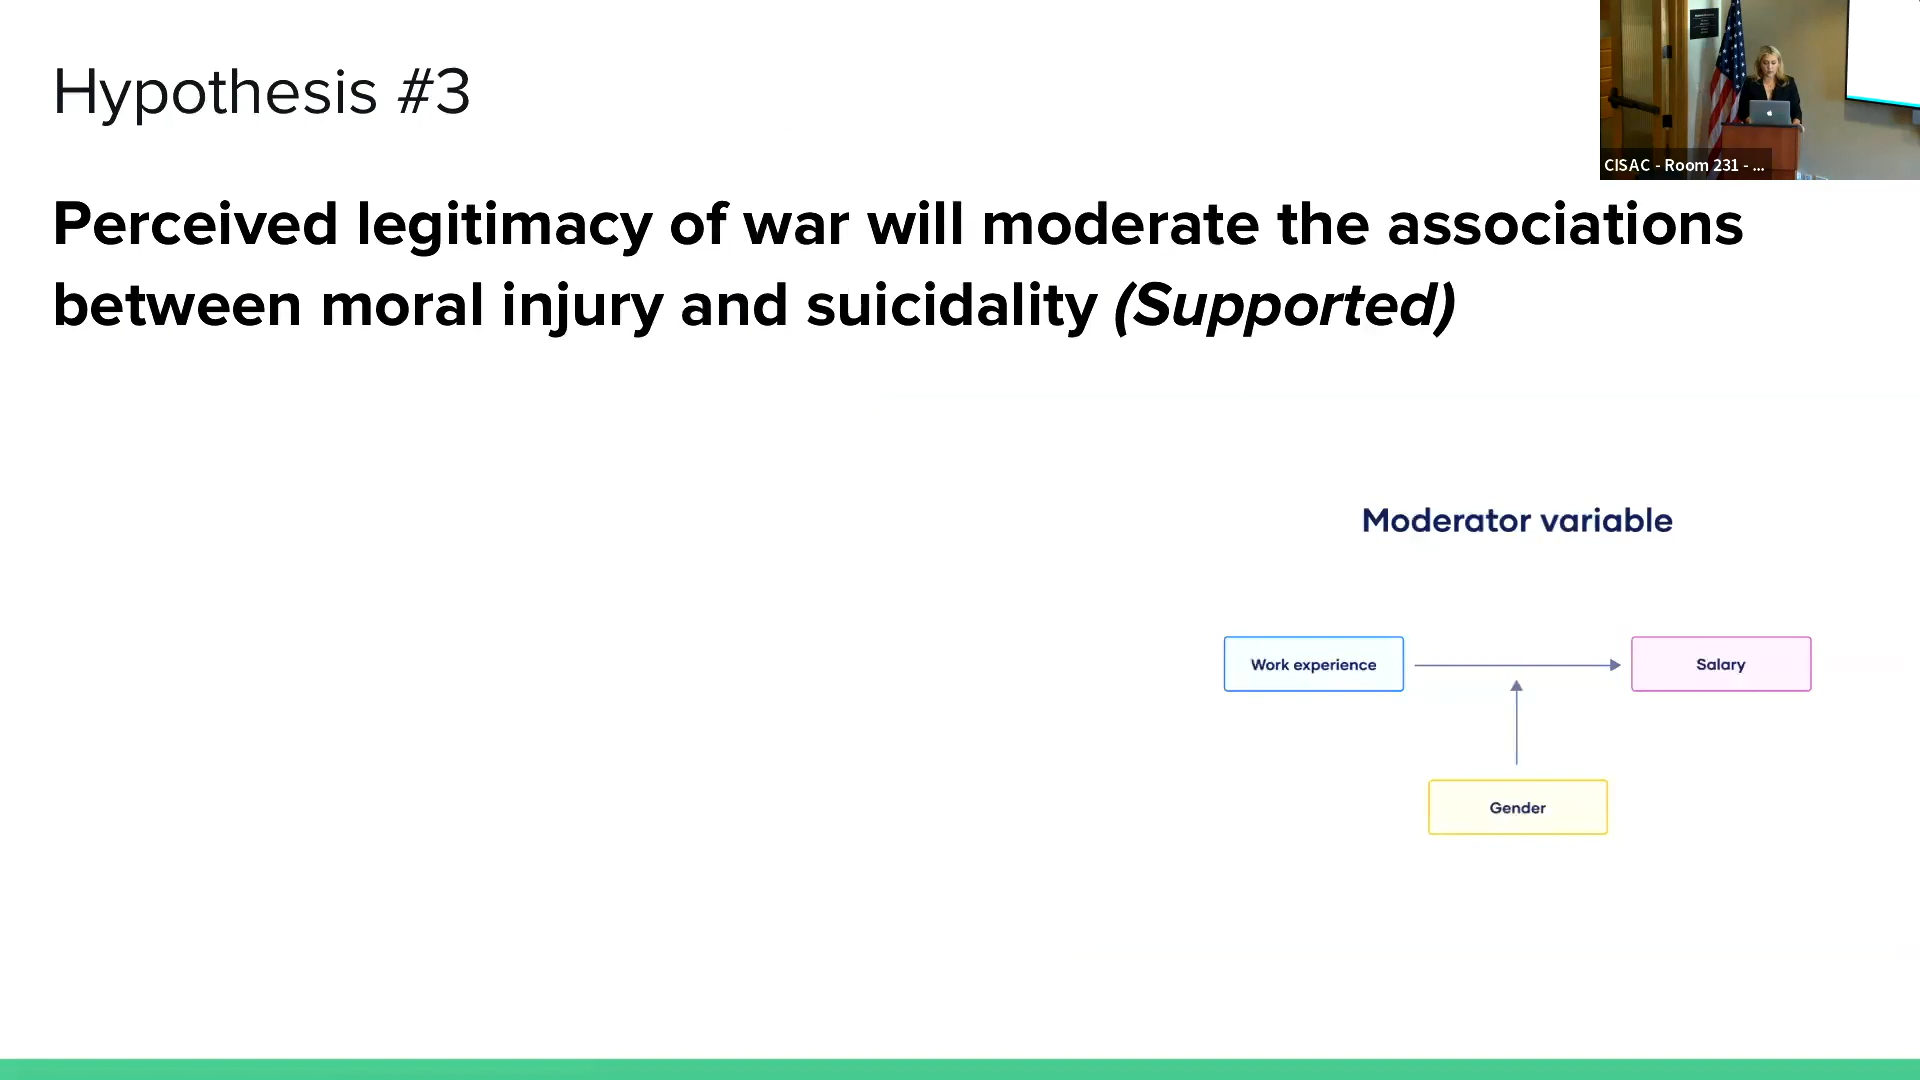 Hypothesis #3
Perceived legitimacy of war will moderate the associations
between moral injury and suicidality (Supported)
CISAC - Room 231 - ...
Moderator variable
Work experience
Salary
Gender